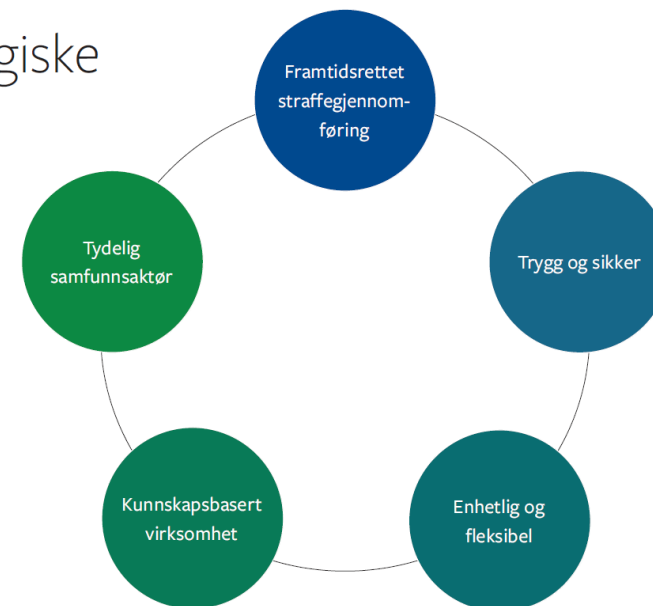 giske
Framtidsrettet
straffegjennom-
føring
Tydelig
samfunnsaktør
Trygg og sikker
Kunnskapsbasert
virksomhet
Enhetlig og
fleksibel